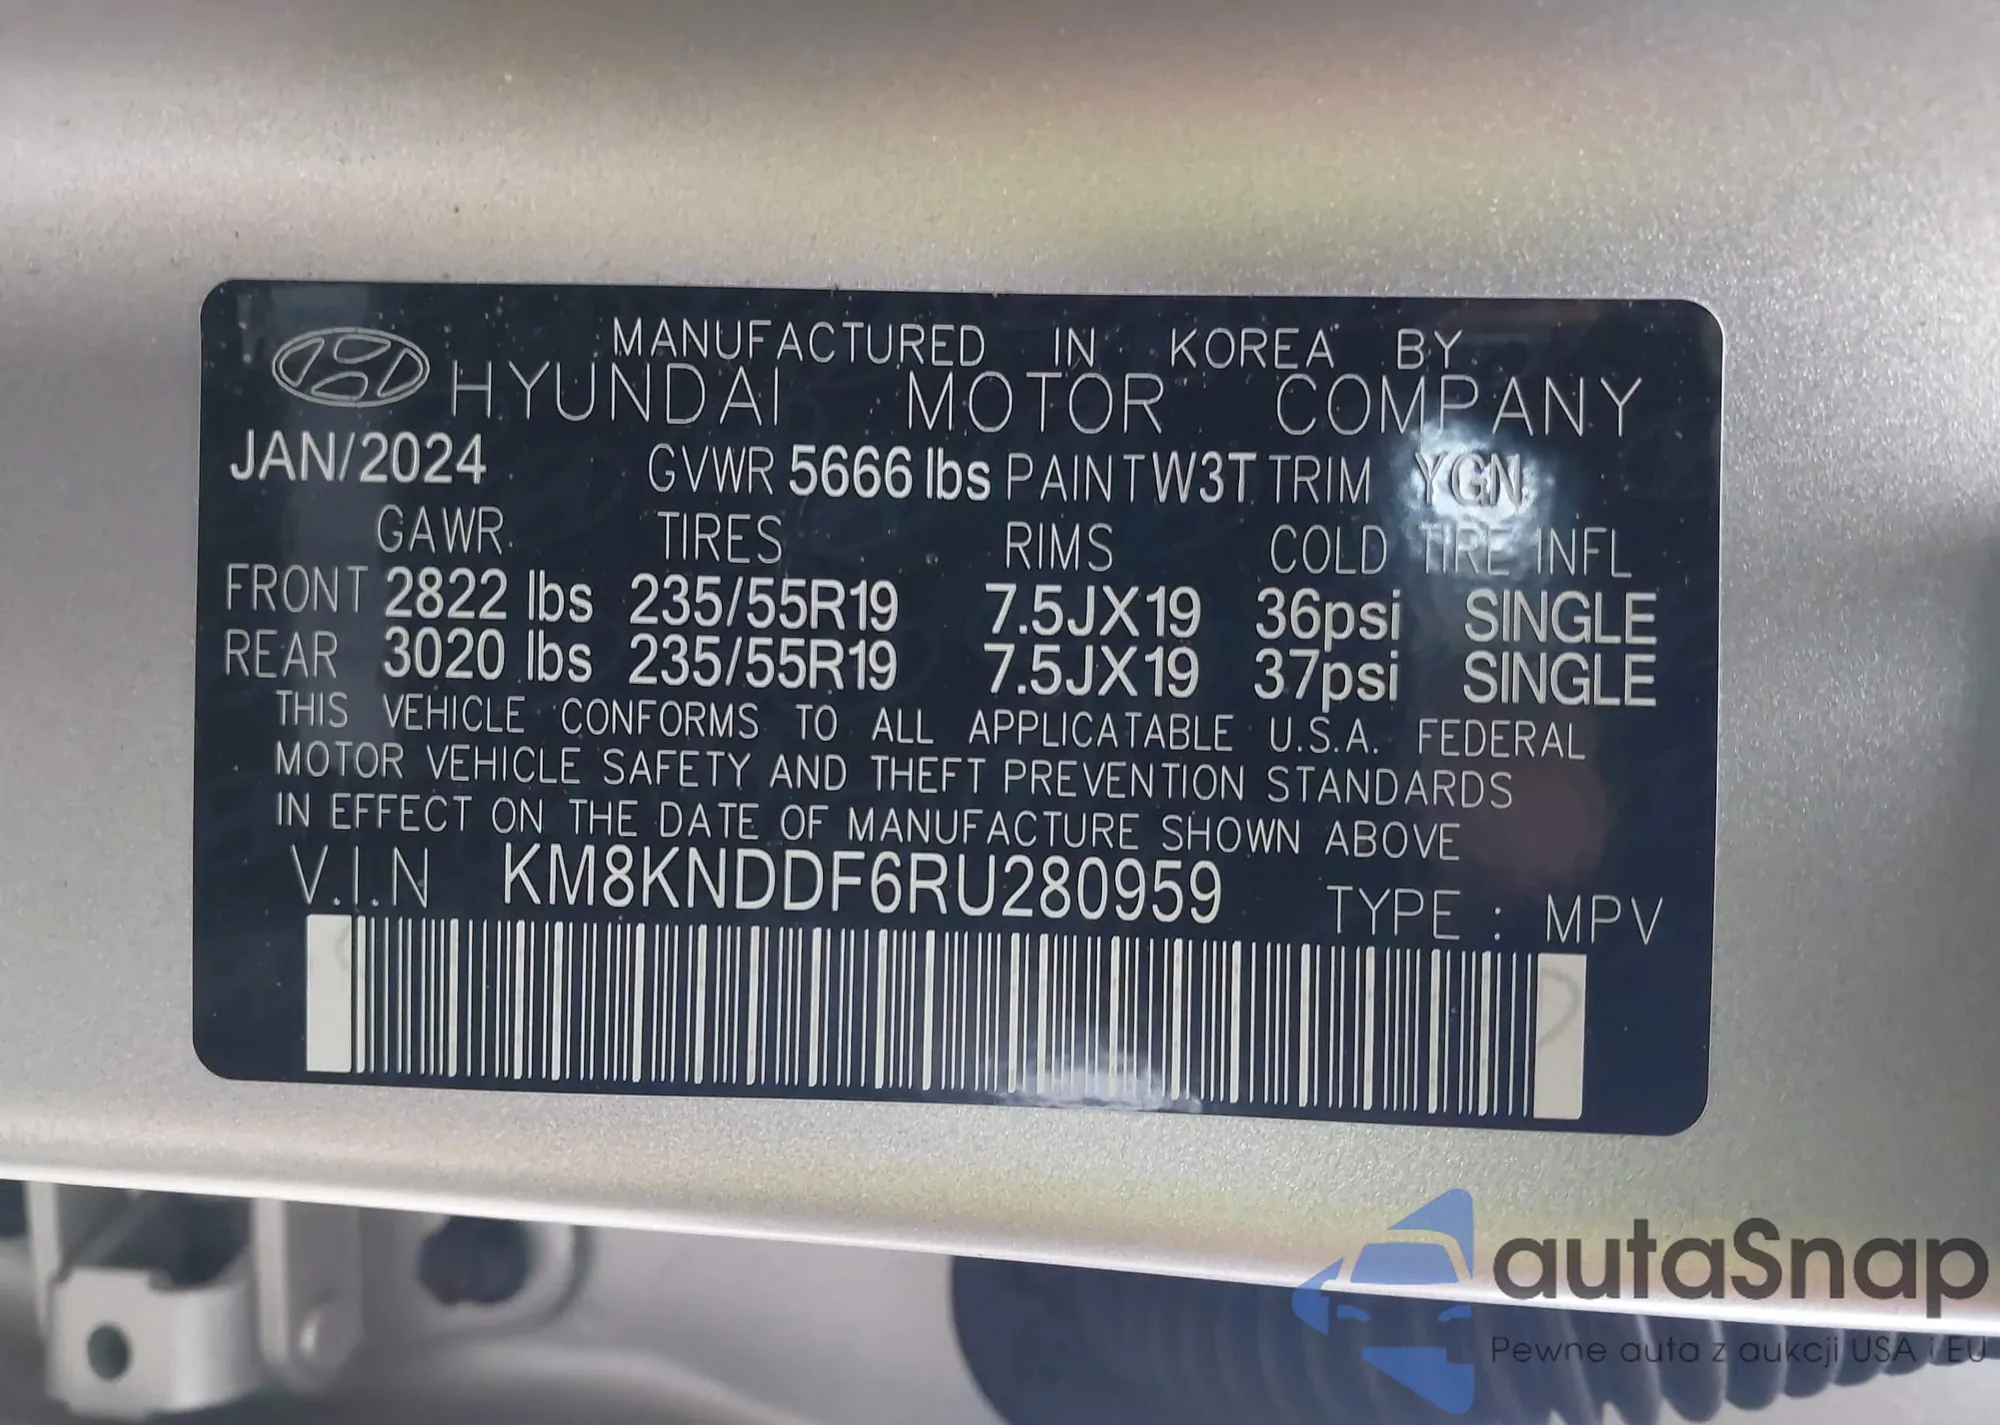 MANUFACTURED IN KOREA BY
HYUNDAI MOTOR COMPANY
JAN/2024 GVWR 5666 lbs PAINT W3T TRIM YGN
GAWR TIRES RIMS COLD TIRE INFL
FRONT 2822 lbs 235/55R19 7.5JX19 36psi SINGLE
REAR 3020 lbs 235/55R19 7.5JX19 37psi SINGLE
THIS VEHICLE CONFORMS TO ALL APPLICATABLE U.S.A. FEDERAL
MOTOR VEHICLE SAFETY AND THEFT PREVENTION STANDARDS
IN EFFECT ON THE DATE OF MANUFACTURE SHOWN ABOVE
V.I.N KM8KNDDF6RU280959 TYPE : MPV
autaSnap
Pewne auta z aukcji USA i EU